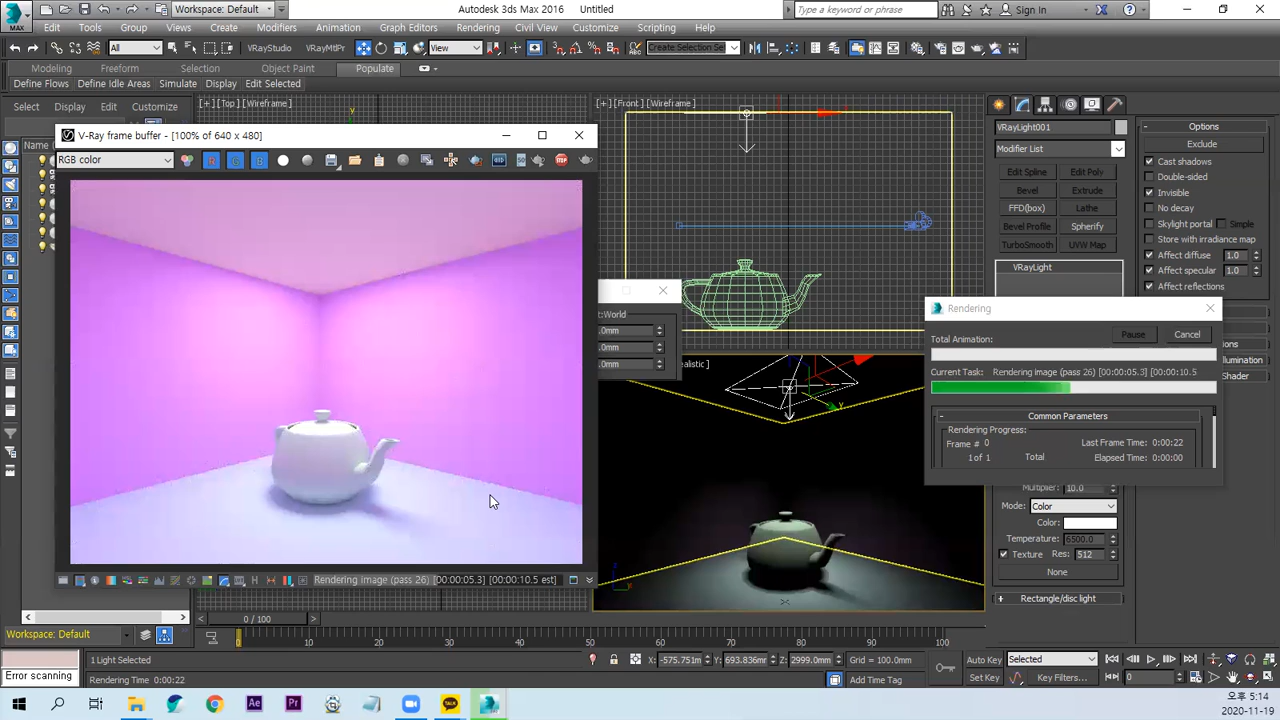 MAX
Workspace: Default
Autodesk 3ds Max 2016 Untitled
Type a keyword or phrase
Sign In
Edit Tools Group Views Create Modifiers Animation Graph Editors Rendering Civil View Customize Scripting Help
All
VRayStudio VRayMtlPr
View
Create Selection Set
Modeling Freeform Selection Object Paint Populate
Define Flows Define Idle Areas Simulate Display Edit Selected
Select Display Edit Customize
[+] [Top] [Wireframe]
[+] [Front] [Wireframe]
V-Ray frame buffer - [100% of 640 x 480]
RGB color
R G B
STOP
t:World
.0mm
.0mm
.0mm
ealistic]
VRayLight001
Modifier List
Edit Spline Edit Poly
Bevel Extrude
FFD(box) Lathe
Bevel Profile Spherify
TurboSmooth UVW Map
VRayLight
- Options
Exclude
Cast shadows
Double-sided
Invisible
No decay
Skylight portal Simple
Store with irradiance map
Affect diffuse 1.0
Affect specular 1.0
Affect reflections
Rendering
Pause Cancel
Total Animation:
Current Task: Rendering image (pass 26) [00:00:05.3] [00:00:10.5
- Common Parameters
Rendering Progress:
Frame # 0 Last Frame Time: 0:00:22
1 of 1 Total Elapsed Time: 0:00:00
Multiplier: 10.0
Mode: Color
Color:
Temperature: 6500.0
Texture Res: 512
None
+ Rectangle/disc light
Rendering image (pass 26) [00:00:05.3] [00:00:10.5 est]
0 / 100
Workspace: Default
0 10 20 30 40 50 60 70 80 90 100
1 Light Selected
X: -575.751m Y: 693.836mr Z: 2999.0mm Grid = 100.0mm
Auto Key Selected
Error scanning
Rendering Time 0:00:22
Add Time Tag
Set Key Key Filters... 0
Ae Pr TALK
오후 5:14
2020-11-19